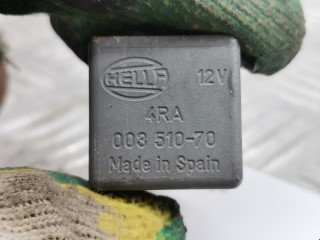 HELLA 12V
4RA
003 510-70
Made in Spain